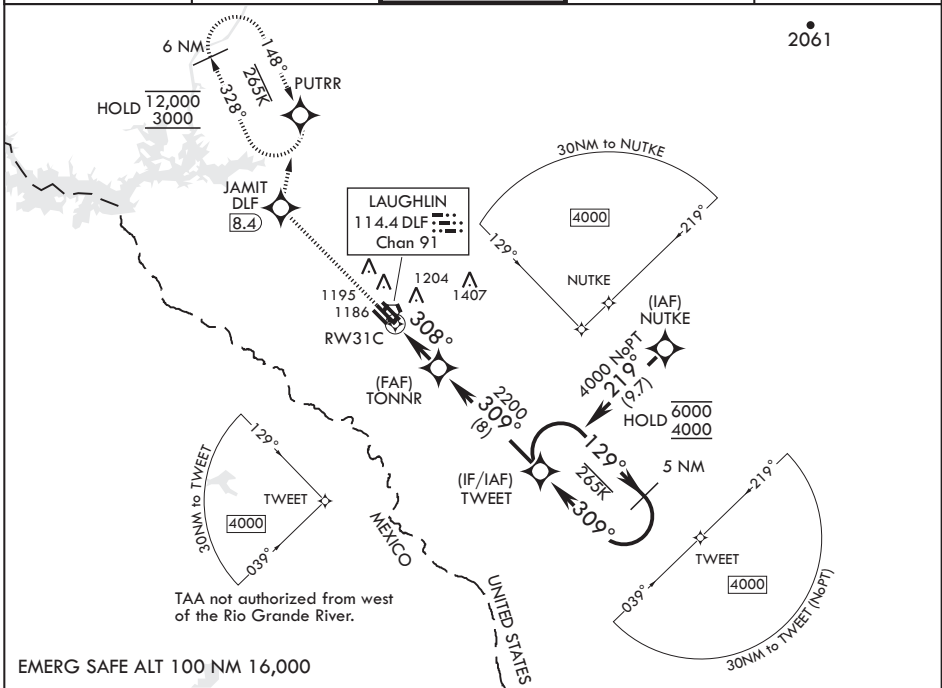 2061
6 NM
148°
265K
328°
PUTRR
HOLD
12,000
3000
JAMIT
DLF
8.4
LAUGHLIN
114.4 DLF
Chan 91
1195
1186
1204
1407
RW31C
308°
(FAF)
TONNR
2200
309°
(8)
30NM to NUTKE
4000
129°
219°
NUTKE
(IAF)
NUTKE
4000 NoPT
219°
(9.7)
HOLD
6000
4000
129°
265K
309°
5 NM
(IF/IAF)
TWEET
30NM to TWEET
129°
TWEET
4000
039°
TAA not authorized from west
of the Rio Grande River.
MEXICO
UNITED STATES
219°
TWEET
039°
4000
30NM to TWEET (NoPT)
EMERG SAFE ALT 100 NM 16,000